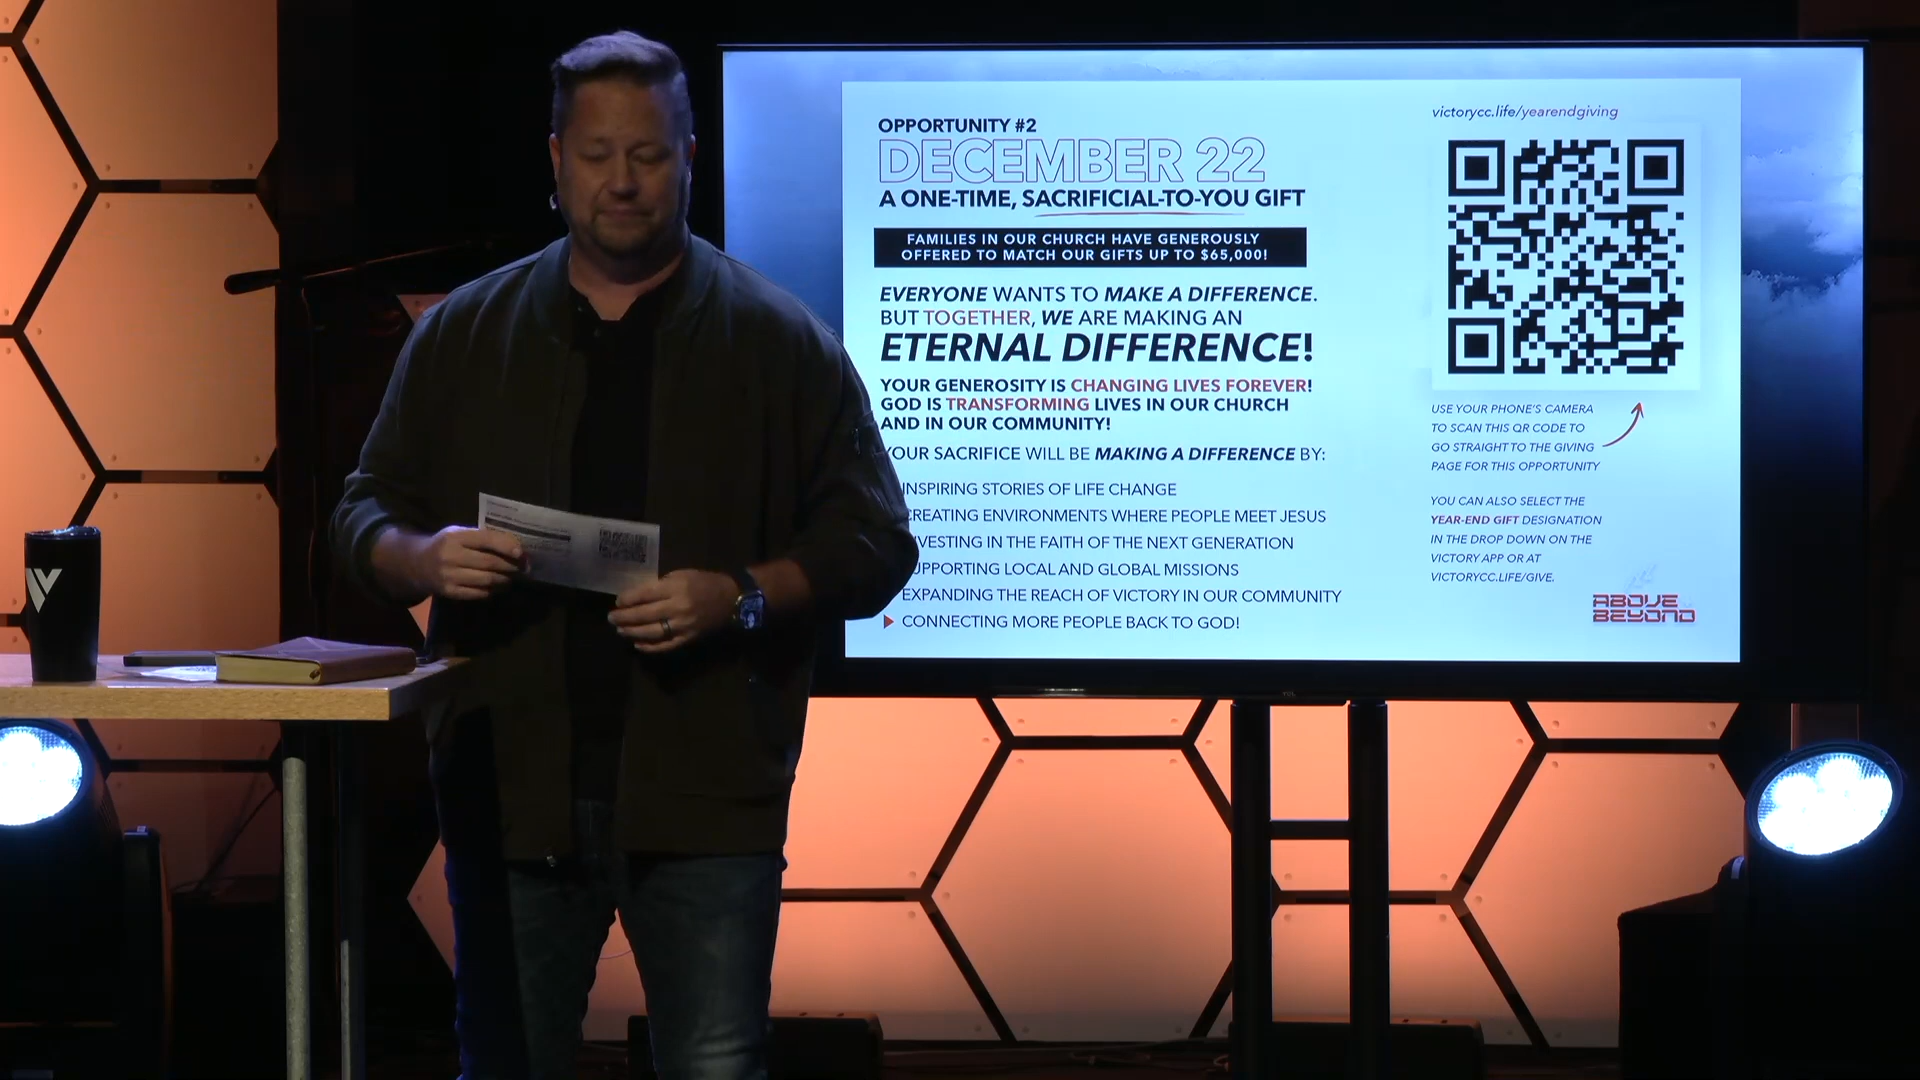 OPPORTUNITY #2
DECEMBER 22
A ONE-TIME, SACRIFICIAL-TO-YOU GIFT
FAMILIES IN OUR CHURCH HAVE GENEROUSLY
OFFERED TO MATCH OUR GIFTS UP TO $65,000!
EVERYONE WANTS TO MAKE A DIFFERENCE.
BUT TOGETHER, WE ARE MAKING AN
ETERNAL DIFFERENCE!
YOUR GENEROSITY IS CHANGING LIVES FOREVER!
GOD IS TRANSFORMING LIVES IN OUR CHURCH
AND IN OUR COMMUNITY!
YOUR SACRIFICE WILL BE MAKING A DIFFERENCE BY:
INSPIRING STORIES OF LIFE CHANGE
CREATING ENVIRONMENTS WHERE PEOPLE MEET JESUS
INVESTING IN THE FAITH OF THE NEXT GENERATION
SUPPORTING LOCAL AND GLOBAL MISSIONS
EXPANDING THE REACH OF VICTORY IN OUR COMMUNITY
CONNECTING MORE PEOPLE BACK TO GOD!
victorycc.life/yearendgiving
USE YOUR PHONE'S CAMERA
TO SCAN THIS QR CODE TO
GO STRAIGHT TO THE GIVING
PAGE FOR THIS OPPORTUNITY
YOU CAN ALSO SELECT THE
YEAR-END GIFT DESIGNATION
IN THE DROP DOWN ON THE
VICTORY APP OR AT
VICTORYCC.LIFE/GIVE.
ABOVE
BEYOND
TCL